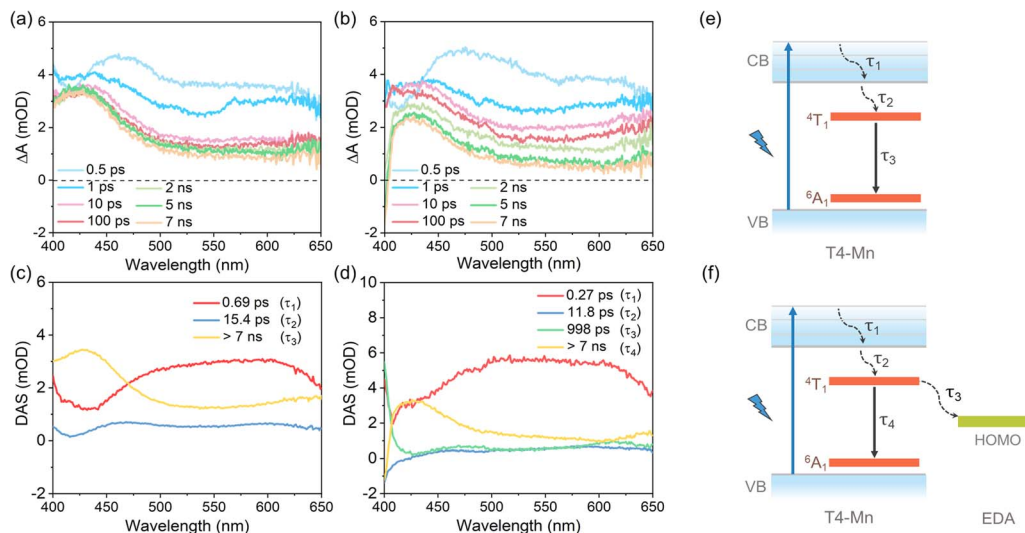 (a)
6
4
2
0
-2
ΔA (mOD)
0.5 ps
1 ps
2 ns
10 ps
5 ns
100 ps
7 ns
400 450 500 550 600 650
Wavelength (nm)
(b)
6
4
2
0
-2
ΔA (mOD)
0.5 ps
1 ps
2 ns
10 ps
5 ns
100 ps
7 ns
400 450 500 550 600 650
Wavelength (nm)
(e)
CB
τ1
τ2
4T1
τ3
6A1
VB
T4-Mn
(c)
6
4
2
0
-2
DAS (mOD)
0.69 ps (τ1)
15.4 ps (τ2)
> 7 ns (τ3)
400 450 500 550 600 650
Wavelength (nm)
(d)
10
8
6
4
2
0
-2
DAS (mOD)
0.27 ps (τ1)
11.8 ps (τ2)
998 ps (τ3)
> 7 ns (τ4)
400 450 500 550 600 650
Wavelength (nm)
(f)
CB
τ1
τ2
4T1
τ3
τ4
HOMO
6A1
VB
T4-Mn EDA